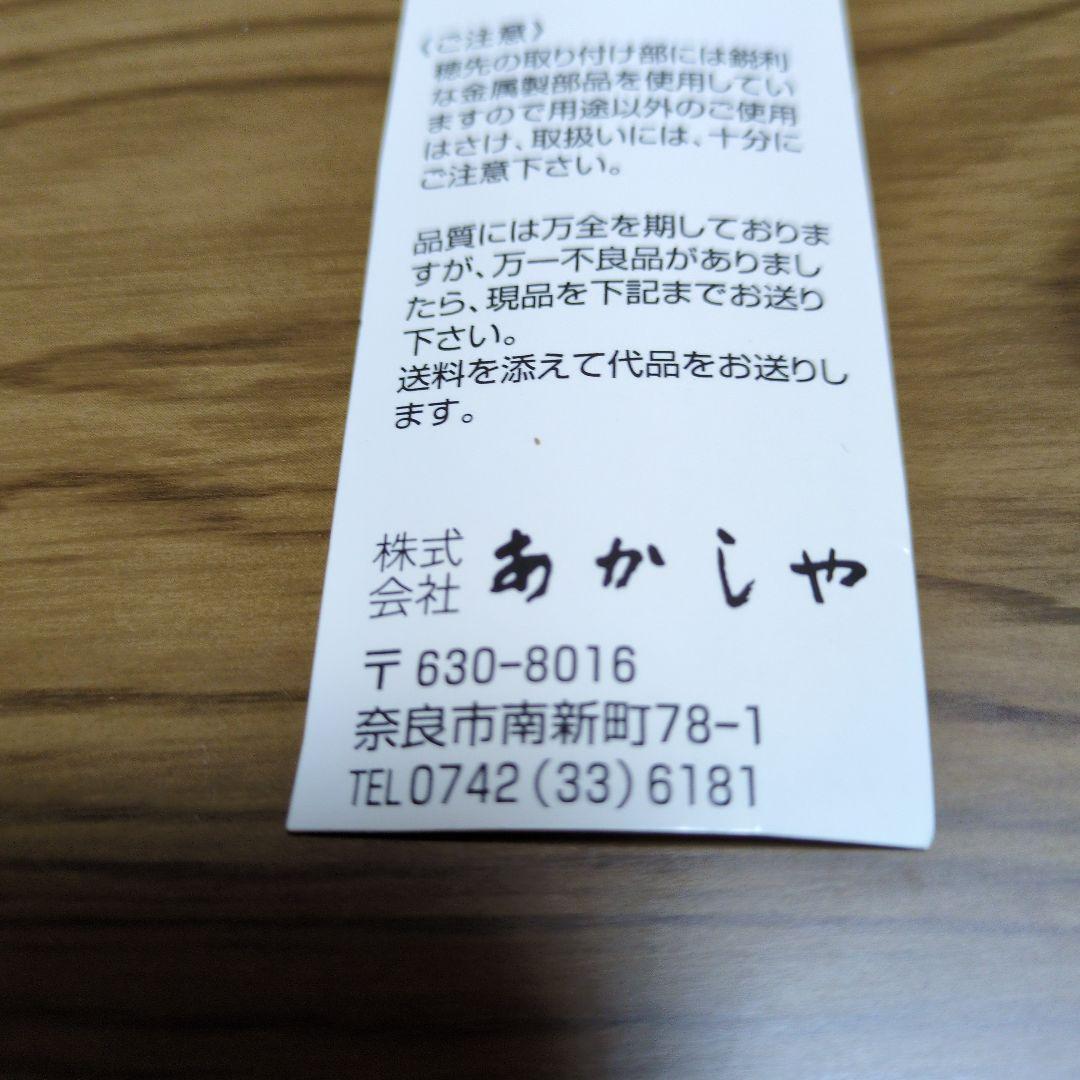 《ご注意》
穂先の取り付け部には鋭利
な金属製部品を使用してい
ますので用途以外のご使用
はさけ、取扱いには、十分に
ご注意下さい。
品質には万全を期しておりま
すが、万一不良品がありまし
たら、現品を下記までお送り
下さい。
送料を添えて代品をお送りし
ます。
株式会社 あかしや
〒630-8016
奈良市南新町78-1
TEL0742(33)6181